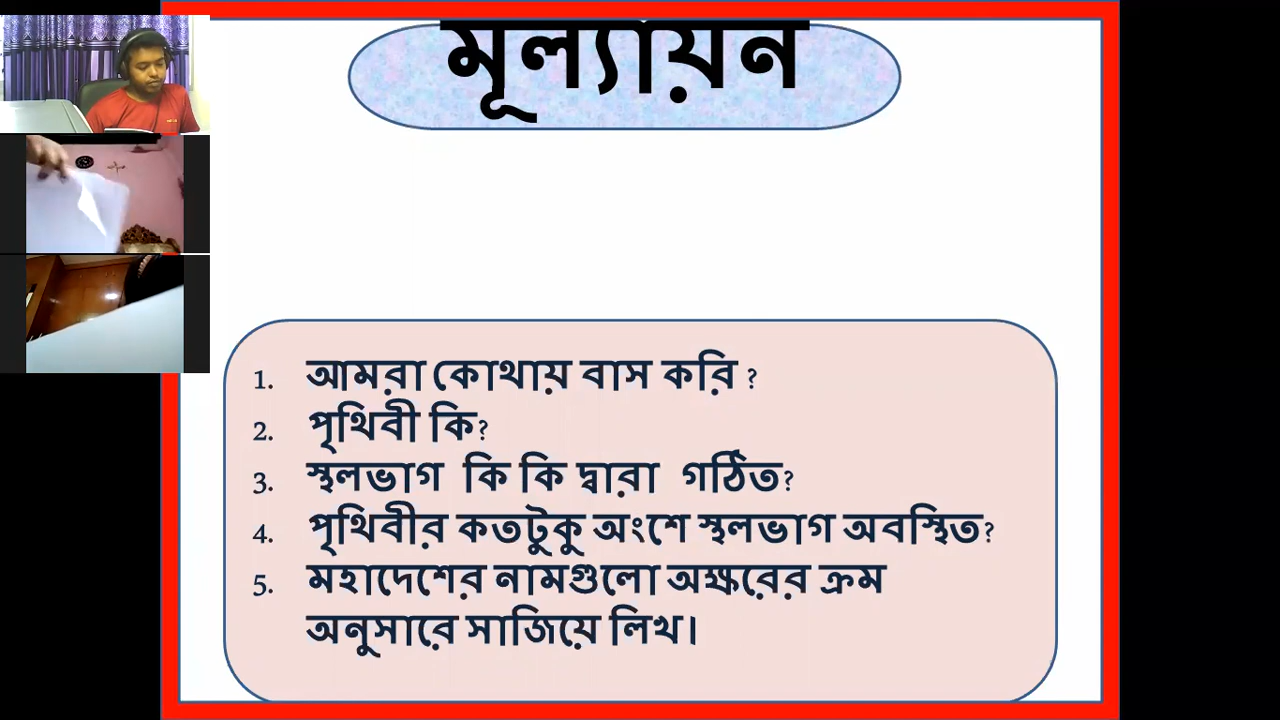 মূল্যায়ন
1. আমরা কোথায় বাস করি ?
2. পৃথিবী কি?
3. স্থলভাগ কি কি দ্বারা গঠিত?
4. পৃথিবীর কতটুকু অংশে স্থলভাগ অবস্থিত?
5. মহাদেশের নামগুলো অক্ষরের ক্রম
অনুসারে সাজিয়ে লিখ।